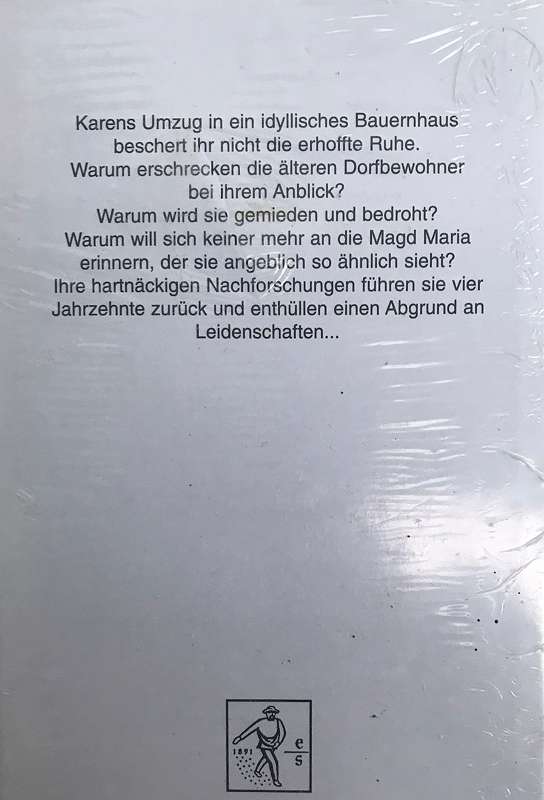 Karens Umzug in ein idyllisches Bauernhaus
beschert ihr nicht die erhoffte Ruhe.
Warum erschrecken die älteren Dorfbewohner
bei ihrem Anblick?
Warum wird sie gemieden und bedroht?
Warum will sich keiner mehr an die Magd Maria
erinnern, der sie angeblich so ähnlich sieht?
Ihre hartnäckigen Nachforschungen führen sie vier
Jahrzehnte zurück und enthüllen einen Abgrund an
Leidenschaften...
1891
e
s